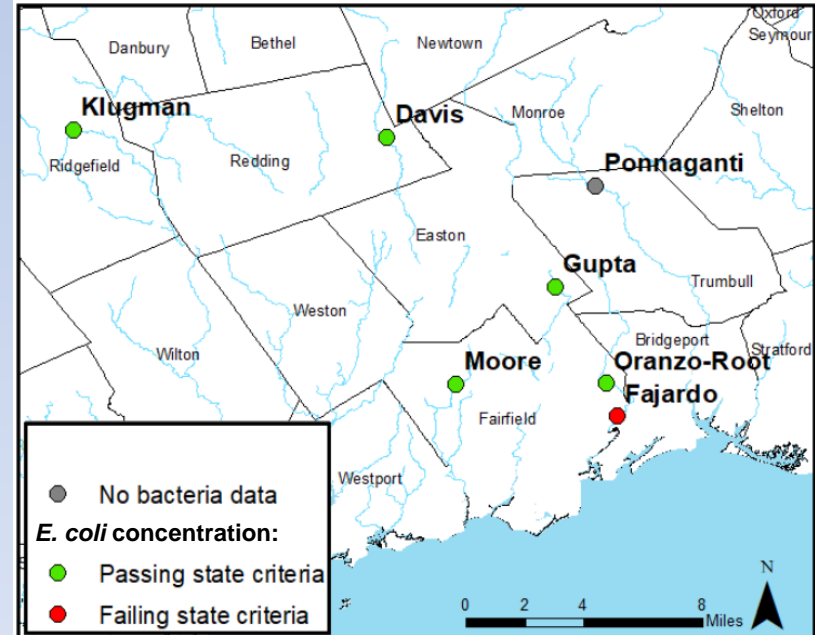 Oxford
Seymour
Danbury
Bethel
Newtown
Klugman
Davis
Monroe
Shelton
Ridgefield
Redding
Ponnaganti
Easton
Gupta
Trumbull
Weston
Bridgeport
Wilton
Moore
Oranzo-Root
Stratford
Fajardo
Fairfield
Westport
No bacteria data
E. coli concentration:
Passing state criteria
Failing state criteria
N
0 2 4 8
Miles